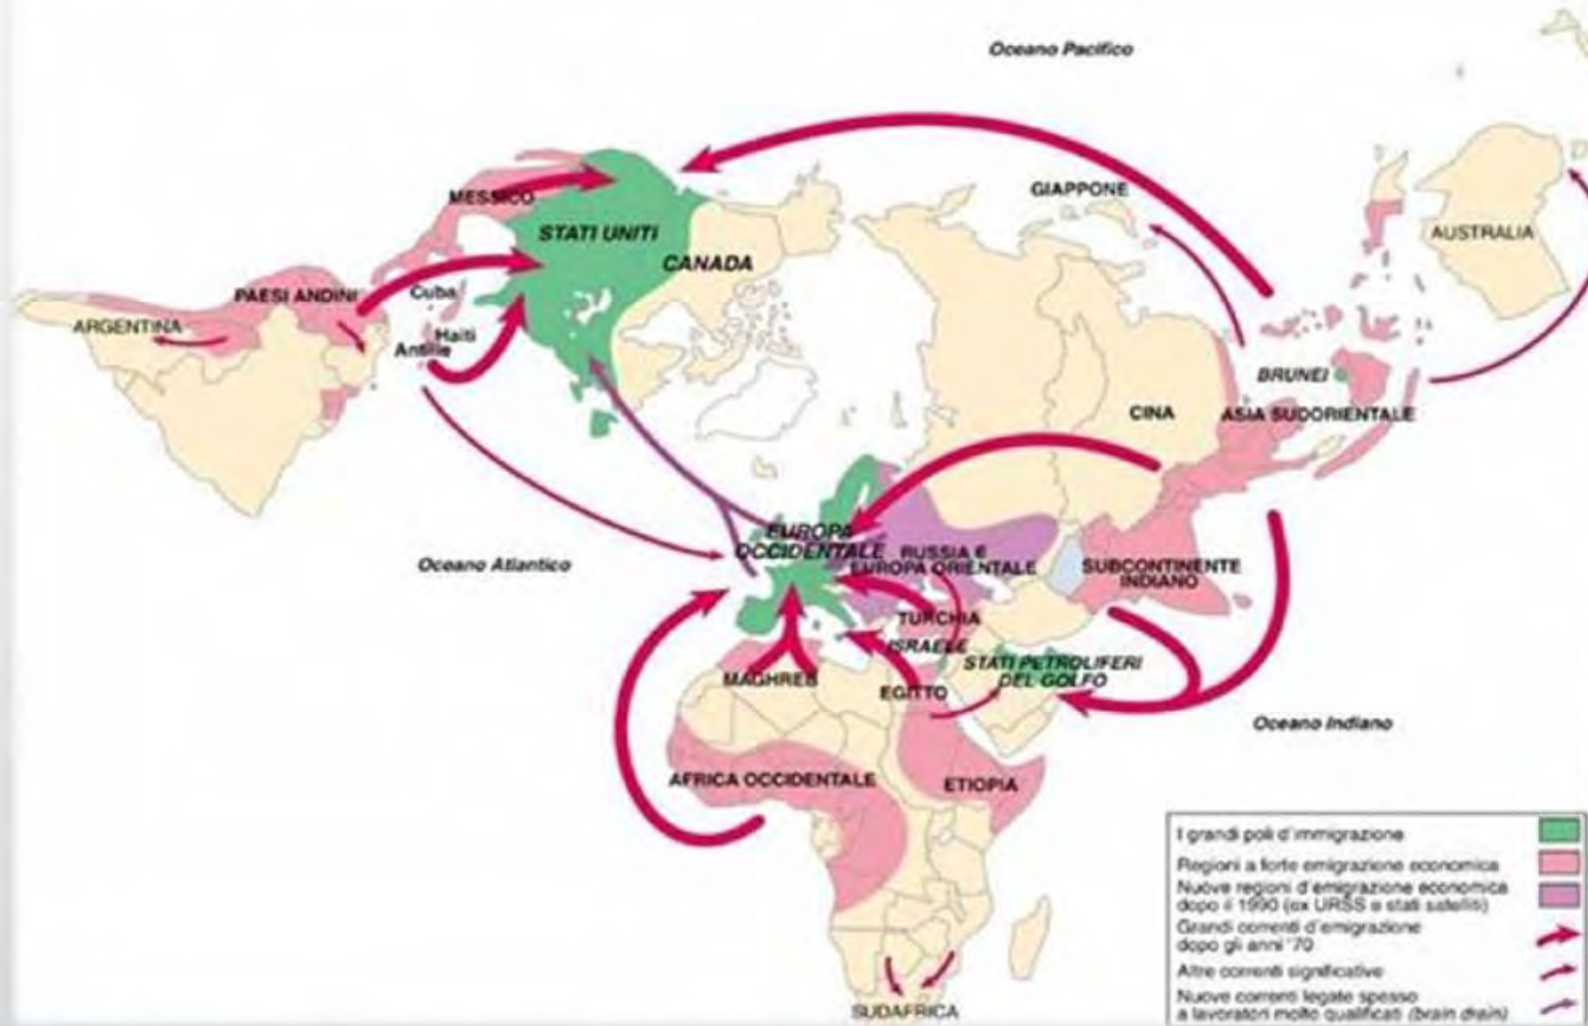 Oceano Pacifico
GIAPPONE
MESSICO
AUSTRALIA
STATI UNITI
CANADA
PAESI ANDINI
Cuba
ARGENTINA
Haiti
Antille
BRUNEI
CINA
ASIA SUDORIENTALE
EUROPA
OCCIDENTALE
RUSSIA E
EUROPA ORIENTALE
Oceano Atlantico
SUBCONTINENTE
INDIANO
TURCHIA
ISRAELE
STATI PETROLIFERI
DEL GOLFO
MAGHREB
EGITTO
Oceano Indiano
AFRICA OCCIDENTALE
ETIOPIA
SUDAFRICA
I grandi poli d'immigrazione
Regioni a forte emigrazione economica
Nuove regioni d'emigrazione economica
dopo il 1990 (ex URSS e stati satelliti)
Grandi correnti d'emigrazione
dopo gli anni '70
Altre correnti significative
Nuove correnti legate spesso
a lavoratori molto qualificati (brain drain)